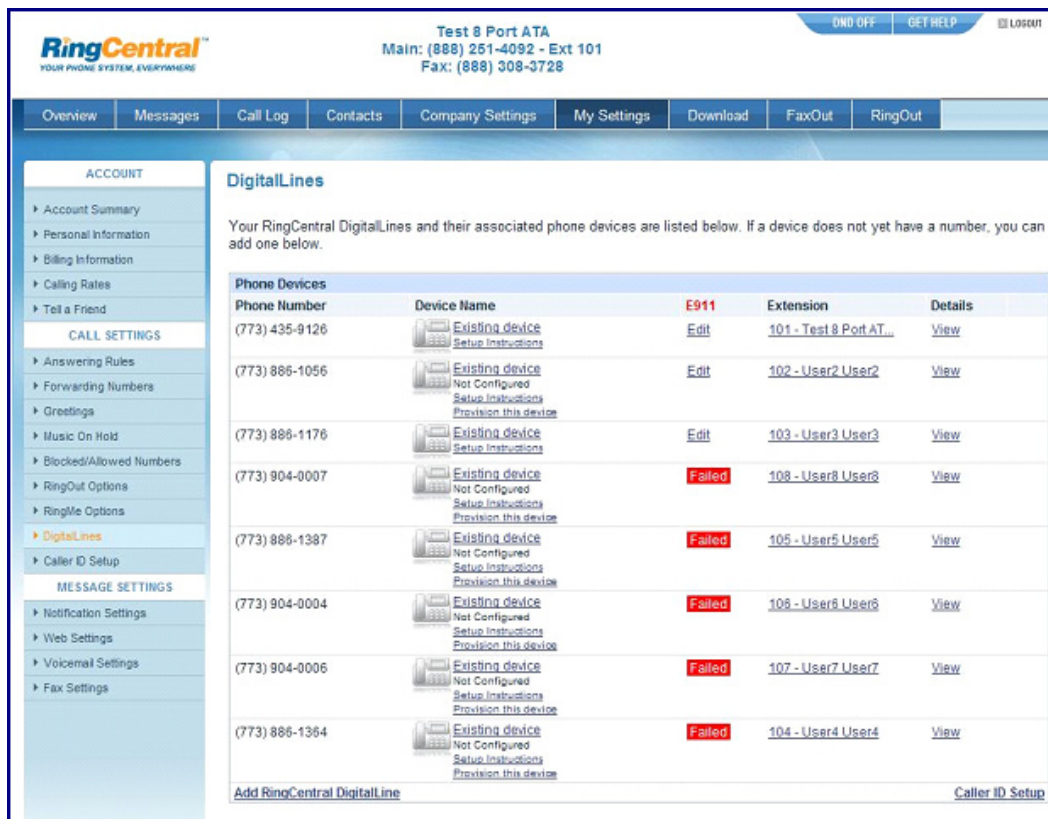 RingCentral™
YOUR PHONE SYSTEM, EVERYWHERE
Test 8 Port ATA
Main: (888) 251-4092 - Ext 101
Fax: (888) 308-3728
DND OFF GET HELP LOGOUT
Overview Messages Call Log Contacts Company Settings My Settings Download FaxOut RingOut
ACCOUNT
Account Summary
Personal Information
Billing Information
Calling Rates
Tell a Friend
CALL SETTINGS
Answering Rules
Forwarding Numbers
Greetings
Music On Hold
Blocked/Allowed Numbers
RingOut Options
RingMe Options
DigitalLines
Caller ID Setup
MESSAGE SETTINGS
Notification Settings
Web Settings
Voicemail Settings
Fax Settings
DigitalLines
Your RingCentral DigitalLines and their associated phone devices are listed below. If a device does not yet have a number, you can
add one below.
Phone Devices
Phone Number Device Name E911 Extension Details
(773) 435-9126 Existing device Edit 101 - Test 8 Port AT... View
Setup Instructions
(773) 886-1056 Existing device Edit 102 - User2 User2 View
Not Configured
Setup Instructions
Provision this device
(773) 886-1176 Existing device Edit 103 - User3 User3 View
Setup Instructions
(773) 904-0007 Existing device Failed 108 - User8 User8 View
Not Configured
Setup Instructions
Provision this device
(773) 886-1387 Existing device Failed 105 - User5 User5 View
Not Configured
Setup Instructions
Provision this device
(773) 904-0004 Existing device Failed 106 - User6 User6 View
Not Configured
Setup Instructions
Provision this device
(773) 904-0006 Existing device Failed 107 - User7 User7 View
Not Configured
Setup Instructions
Provision this device
(773) 886-1364 Existing device Failed 104 - User4 User4 View
Not Configured
Setup Instructions
Provision this device
Add RingCentral DigitalLine Caller ID Setup